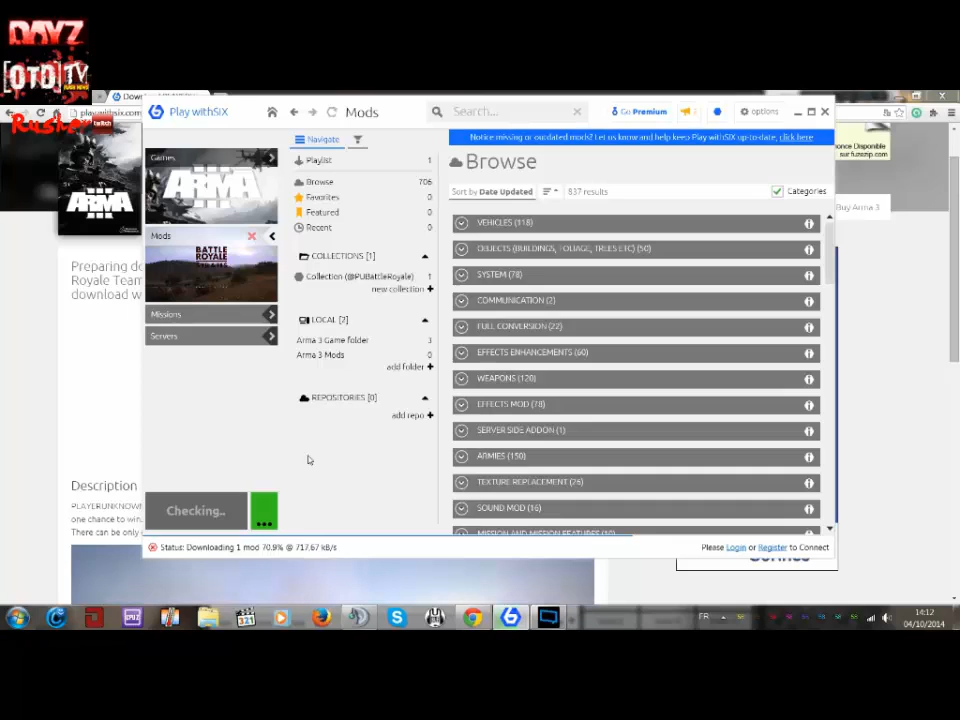 DAYZ
[OTD]TV
Rusher twitch
Play withSIX
Mods
Search...
Go Premium
options
play.withsix.com
Navigate
Notice missing or outdated mods? Let us know and help keep Play withSIX up-to-date, click here
Games
ARMA
III
Playlist 1
Browse
Browse 706
Favorites 0
Featured 0
Recent 0
Sort by Date Updated
837 results
Categories
Buy Arma 3
Mods
BATTLE
ROYALE
COLLECTIONS [1]
Collection (@PUBattleRoyale) 1
new collection +
Missions
Servers
LOCAL [2]
Arma 3 Game folder 3
Arma 3 Mods 0
add folder +
REPOSITORIES [0]
add repo +
VEHICLES (118)
OBJECTS (BUILDINGS, FOLIAGE, TREES ETC) (50)
SYSTEM (78)
COMMUNICATION (2)
FULL CONVERSION (22)
EFFECTS ENHANCEMENTS (60)
WEAPONS (120)
EFFECTS MOD (78)
SERVER SIDE ADDON (1)
ARMIES (150)
TEXTURE REPLACEMENT (26)
SOUND MOD (16)
Preparing do
Royale Team
download w
Description
PLAYERUNKNOW
one chance to win.
There can be only
Checking..
Status: Downloading 1 mod 70.9% @ 717,67 kB/s
Please Login or Register to Connect
FR
14:12
04/10/2014